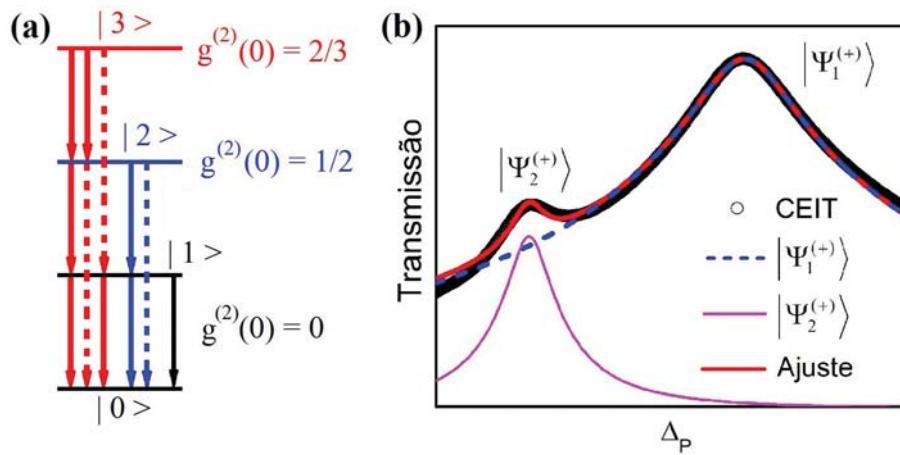 (a)
| 3 >
g(2)(0) = 2/3
| 2 >
g(2)(0) = 1/2
| 1 >
g(2)(0) = 0
| 0 >
(b)
Transmissão
|Ψ1(+)⟩
|Ψ2(+)⟩
CEIT
|Ψ1(+)⟩
|Ψ2(+)⟩
Ajuste
ΔP